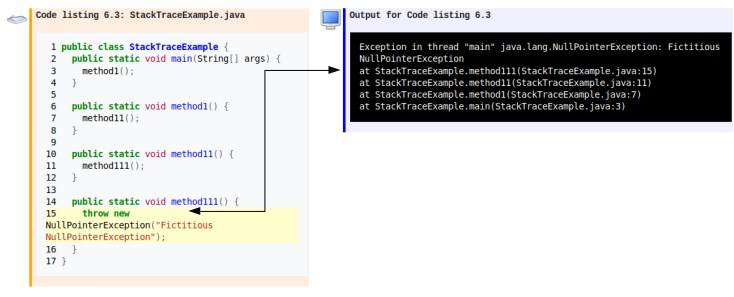 Code listing 6.3: StackTraceExample.java
1 public class StackTraceExample {
2 public static void main(String[] args) {
3 method1();
4 }
5
6 public static void method1() {
7 method11();
8 }
9
10 public static void method11() {
11 method111();
12 }
13
14 public static void method111() {
15 throw new
NullPointerException("Fictitious
NullPointerException");
16 }
17 }
Output for Code listing 6.3
Exception in thread "main" java.lang.NullPointerException: Fictitious
NullPointerException
at StackTraceExample.method111(StackTraceExample.java:15)
at StackTraceExample.method11(StackTraceExample.java:11)
at StackTraceExample.method1(StackTraceExample.java:7)
at StackTraceExample.main(StackTraceExample.java:3)